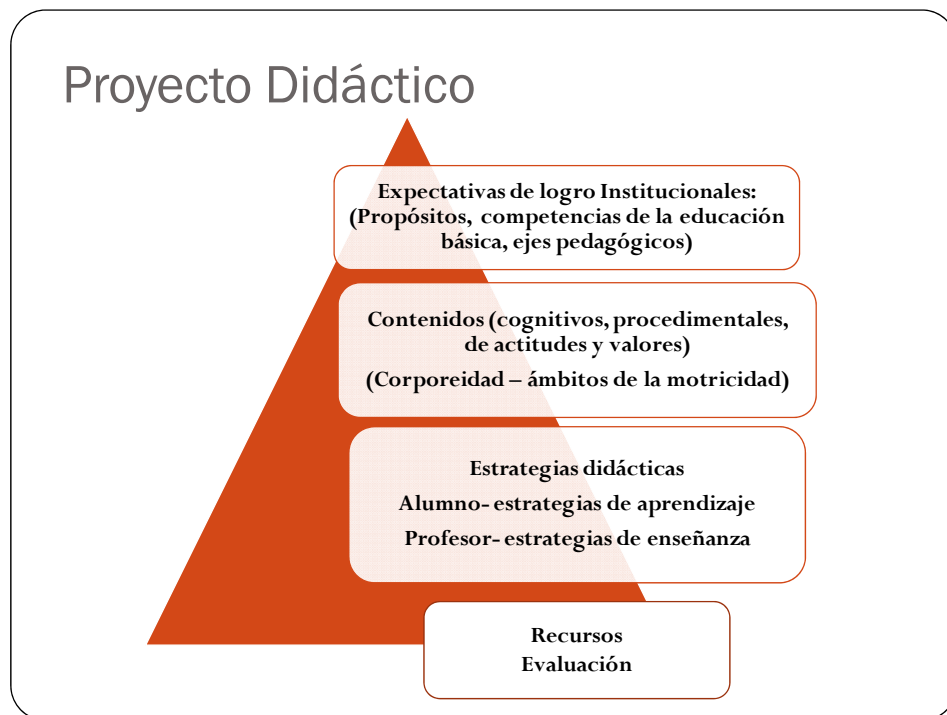 Proyecto Didáctico
Expectativas de logro Institucionales:
(Propósitos, competencias de la educación
básica, ejes pedagógicos)
Contenidos (cognitivos, procedimentales,
de actitudes y valores)
(Corporeidad – ámbitos de la motricidad)
Estrategias didácticas
Alumno- estrategias de aprendizaje
Profesor- estrategias de enseñanza
Recursos
Evaluación